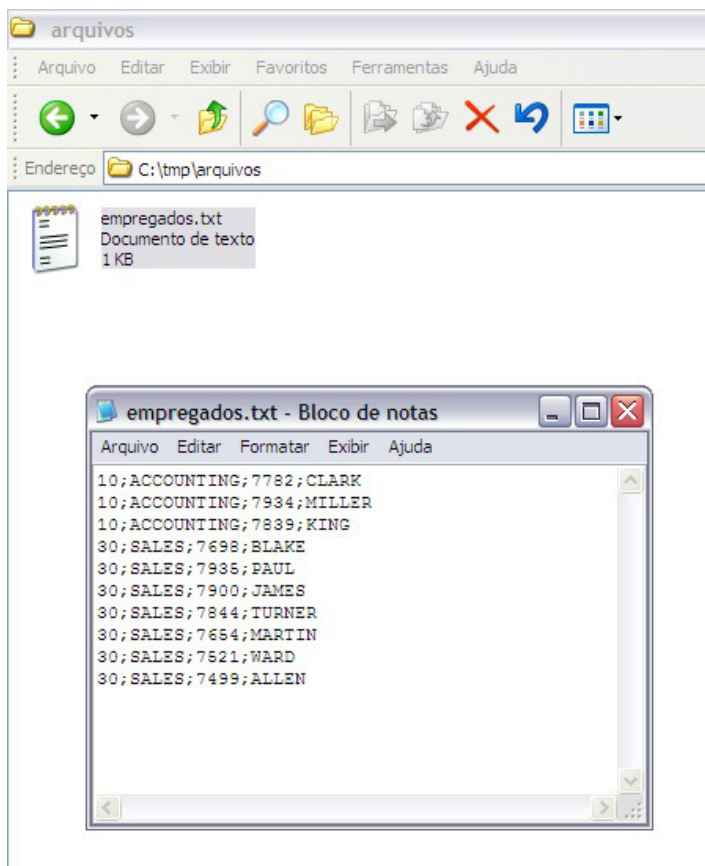 arquivos
Arquivo Editar Exibir Favoritos Ferramentas Ajuda
Endereço C:\tmp\arquivos
empregados.txt
Documento de texto
1 KB
empregados.txt - Bloco de notas
Arquivo Editar Formatar Exibir Ajuda
10;ACCOUNTING;7782;CLARK
10;ACCOUNTING;7934;MILLER
10;ACCOUNTING;7839;KING
30;SALES;7698;BLAKE
30;SALES;7935;PAUL
30;SALES;7900;JAMES
30;SALES;7844;TURNER
30;SALES;7654;MARTIN
30;SALES;7521;WARD
30;SALES;7499;ALLEN